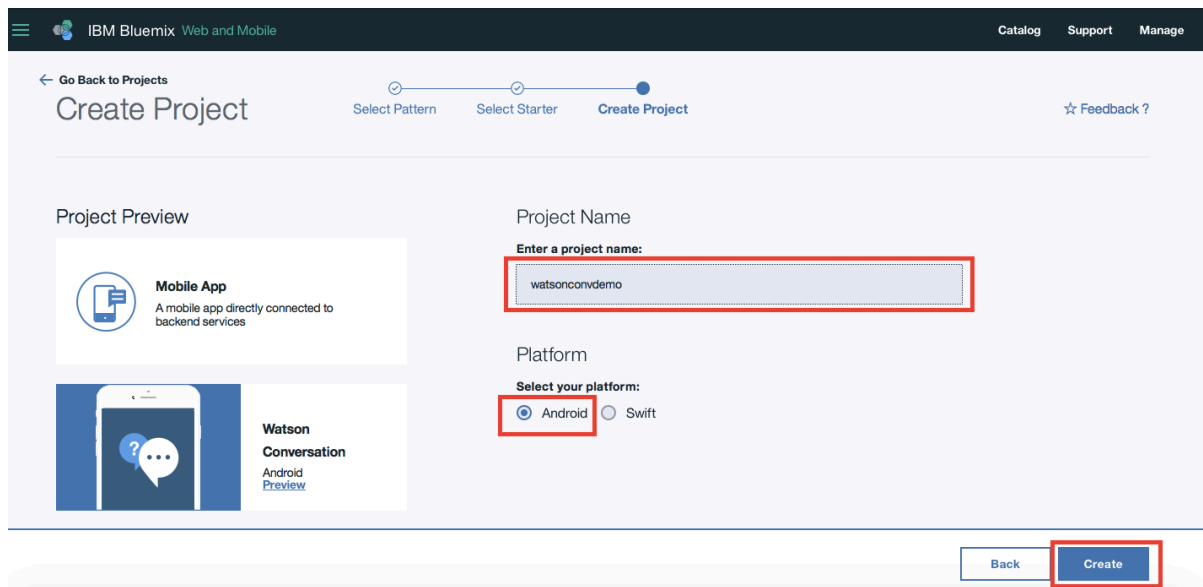 IBM Bluemix Web and Mobile
Catalog Support Manage
Go Back to Projects
Create Project
Select Pattern Select Starter Create Project
Feedback ?
Project Preview
Mobile App
A mobile app directly connected to
backend services
?
Watson
Conversation
Android
Preview
Project Name
Enter a project name:
watsonconvdemo
Platform
Select your platform:
Android Swift
Back Create